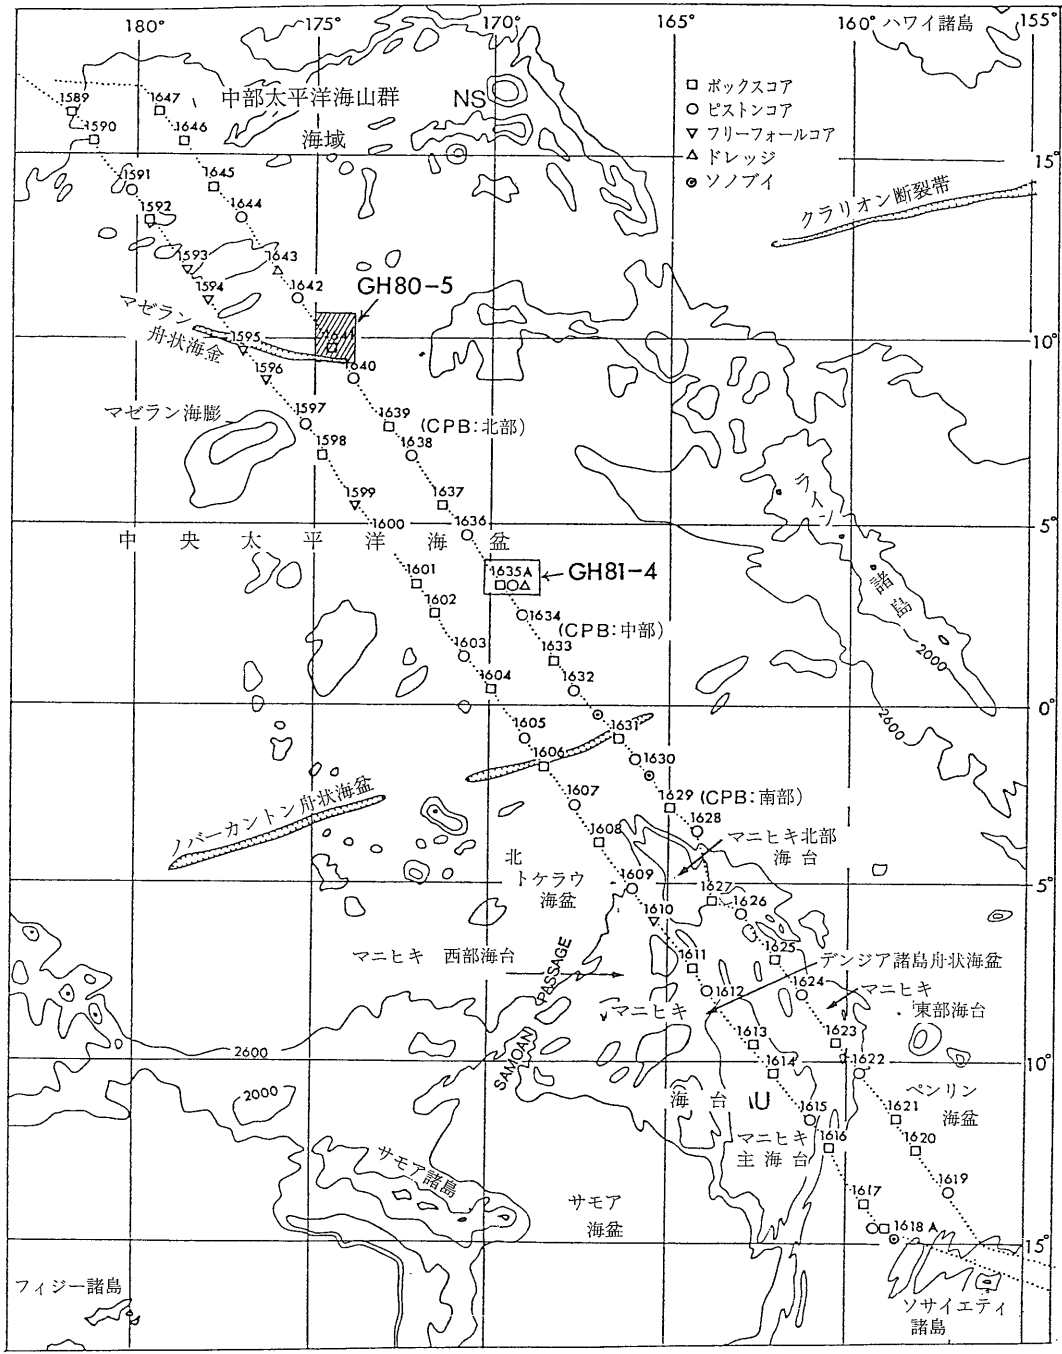 180°
175°
170°
165°
160°
155°
ハワイ諸島
□ ボックスコア
○ ピストンコア
▽ フリーフォールコア
△ ドレッジ
◉ ソノブイ
中部太平洋海山群
海域
NS
1589
1590
1591
1592
1593
1594
1595
1596
1597
1598
1599
1600
1601
1602
1603
1604
1605
1606
1607
1608
1609
1610
1611
1612
1613
1614
1615
1616
1617
1618 A
1647
1646
1645
1644
1643
1642
1640
1639
1638
1637
1636
1635A
1634
1633
1632
1631
1630
1629
1628
1627
1626
1625
1624
1623
1622
1621
1620
1619
15°
10°
5°
0°
5°
10°
15°
クラリオン断裂帯
GH80-5
マゼラン
舟状海盆
マゼラン海膨
(CPB:北部)
中央太平洋海盆
GH81-4
(CPB:中部)
ライン
諸島
2000
2600
(CPB:南部)
ノバーカントン舟状海盆
マニヒキ北部
海台
北
トケラウ
海盆
マニヒキ 西部海台
SAMOAN PASSAGE
デンジア諸島舟状海盆
マニヒキ
東部海台
マニヒキ
海台
2600
2000
ペンリン
海盆
マニヒキ
主海台
サモア諸島
サモア
海盆
フィジー諸島
ソサイエティ
諸島